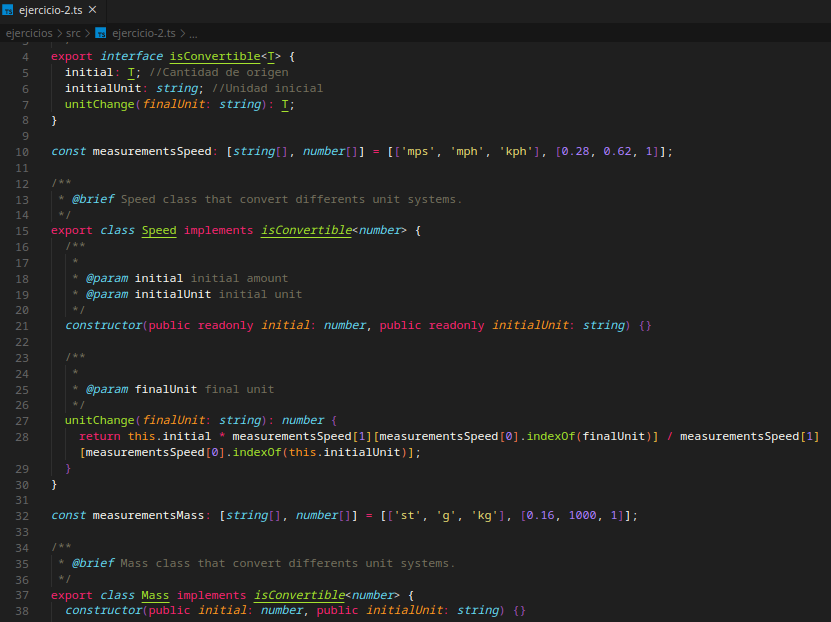 ejercicio-2.ts ×
ejercicios > src > ejercicio-2.ts > ...
4 export interface isConvertible<T> {
5   initial: T; //Cantidad de origen
6   initialUnit: string; //Unidad inicial
7   unitChange(finalUnit: string): T;
8 }
9
10 const measurementsSpeed: [string[], number[]] = [['mps', 'mph', 'kph'], [0.28, 0.62, 1]];
11
12 /**
13  * @brief Speed class that convert differents unit systems.
14  */
15 export class Speed implements isConvertible<number> {
16   /**
17    *
18    * @param initial initial amount
19    * @param initialUnit initial unit
20    */
21   constructor(public readonly initial: number, public readonly initialUnit: string) {}
22
23   /**
24    *
25    * @param finalUnit final unit
26    */
27   unitChange(finalUnit: string): number {
28     return this.initial * measurementsSpeed[1][measurementsSpeed[0].indexOf(finalUnit)] / measurementsSpeed[1]
    [measurementsSpeed[0].indexOf(this.initialUnit)];
29   }
30 }
31
32 const measurementsMass: [string[], number[]] = [['st', 'g', 'kg'], [0.16, 1000, 1]];
33
34 /**
35  * @brief Mass class that convert differents unit systems.
36  */
37 export class Mass implements isConvertible<number> {
38   constructor(public initial: number, public initialUnit: string) {}